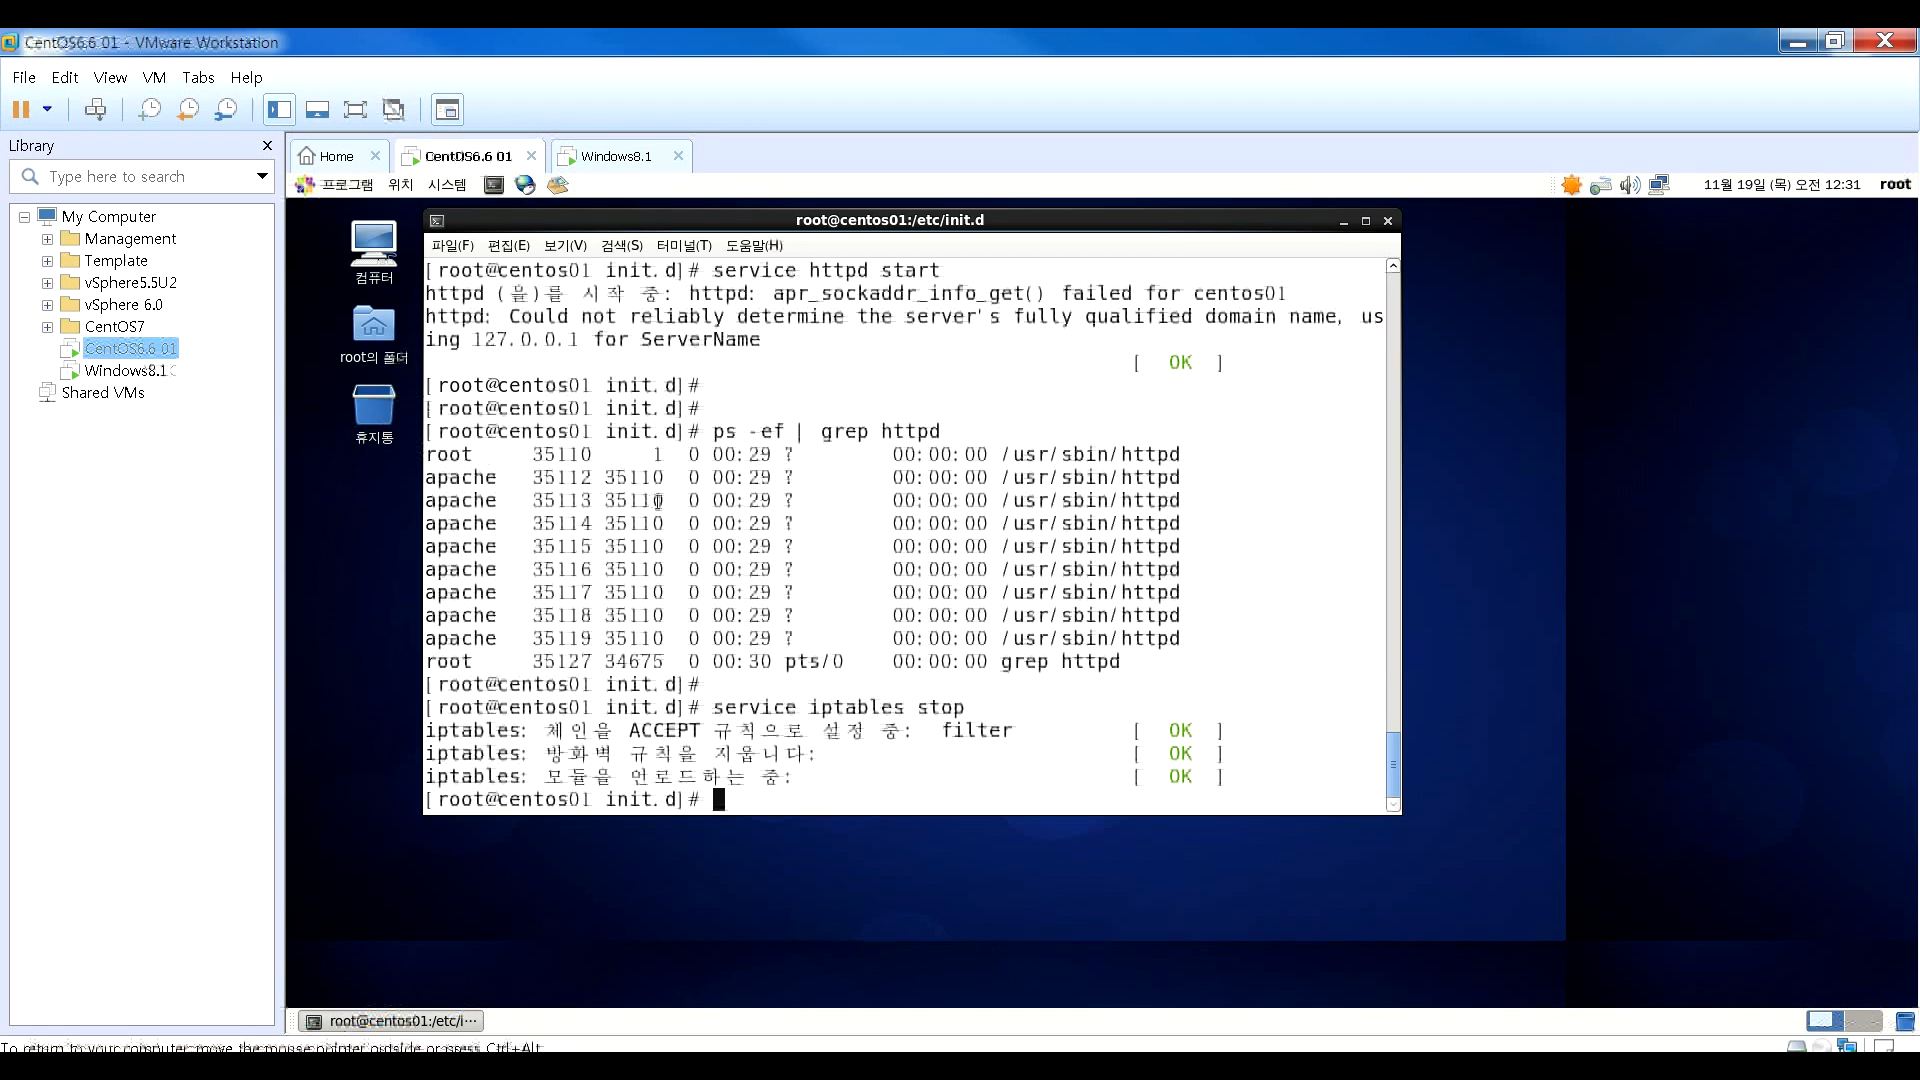 CentOS6.6 01 - VMware Workstation
File Edit View VM Tabs Help
Library
Type here to search
My Computer
Management
Template
vSphere5.5U2
vSphere 6.0
CentOS7
CentOS6.6 01
Windows8.1
Shared VMs
Home CentOS6.6 01 Windows8.1
프로그램 위치 시스템 11월 19일 (목) 오전 12:31 root
컴퓨터
root의 폴더
휴지통
root@centos01:/etc/init.d
파일(F) 편집(E) 보기(V) 검색(S) 터미널(T) 도움말(H)
[root@centos01 init.d]# service httpd start
httpd (을)를 시작 중: httpd: apr_sockaddr_info_get() failed for centos01
httpd: Could not reliably determine the server's fully qualified domain name, us
ing 127.0.0.1 for ServerName
[ OK ]
[root@centos01 init.d]#
[root@centos01 init.d]#
[root@centos01 init.d]# ps -ef | grep httpd
root 35110 1 0 00:29 ? 00:00:00 /usr/sbin/httpd
apache 35112 35110 0 00:29 ? 00:00:00 /usr/sbin/httpd
apache 35113 35110 0 00:29 ? 00:00:00 /usr/sbin/httpd
apache 35114 35110 0 00:29 ? 00:00:00 /usr/sbin/httpd
apache 35115 35110 0 00:29 ? 00:00:00 /usr/sbin/httpd
apache 35116 35110 0 00:29 ? 00:00:00 /usr/sbin/httpd
apache 35117 35110 0 00:29 ? 00:00:00 /usr/sbin/httpd
apache 35118 35110 0 00:29 ? 00:00:00 /usr/sbin/httpd
apache 35119 35110 0 00:29 ? 00:00:00 /usr/sbin/httpd
root 35127 34675 0 00:30 pts/0 00:00:00 grep httpd
[root@centos01 init.d]#
[root@centos01 init.d]# service iptables stop
iptables: 체인을 ACCEPT 규칙으로 설정 중: filter [ OK ]
iptables: 방화벽 규칙을 지웁니다: [ OK ]
iptables: 모듈을 언로드하는 중: [ OK ]
[root@centos01 init.d]#
root@centos01:/etc/i···
To return to your computer, move the mouse pointer outside or press Ctrl+Alt.